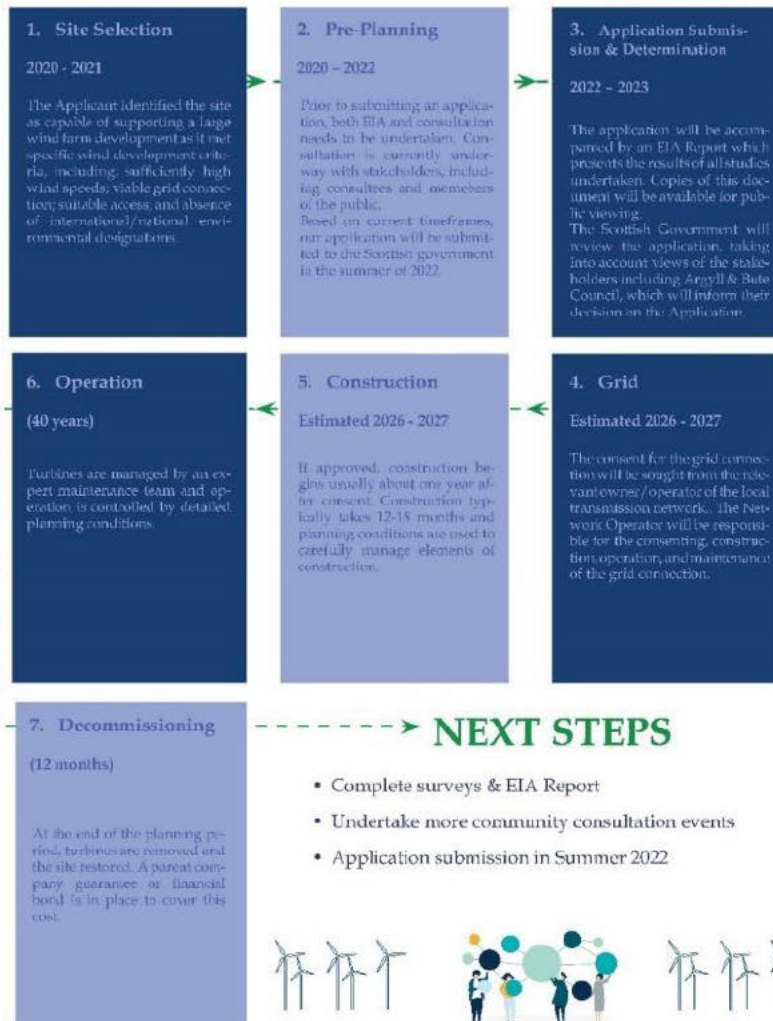 1. Site Selection
2020 - 2021
The Applicant identified the site
as capable of supporting a large
wind farm development as it met
specific wind development crite-
ria, including: sufficiently high
wind speeds; viable grid connec-
tion; suitable access; and absence
of international/national envi-
ronmental designations.
2. Pre-Planning
2020 – 2022
Prior to submitting an applica-
tion, both EIA and consultation
needs to be undertaken. Con-
sultation is currently under-
way with stakeholders, includ-
ing consultees and memebers
of the public.
Based on current timeframes,
our application will be submit-
ted to the Scottish government
in the summer of 2022.
3. Application Submis-
sion & Determination
2022 – 2023
The application will be accom-
panied by an EIA Report which
presents the results of all studies
undertaken. Copies of this doc-
ument will be available for pub-
lic viewing.
The Scottish Government will
review the application, taking
into account views of the stake-
holders including Argyll & Bute
Council, which will inform their
decision on the Application.
4. Grid
Estimated 2026 - 2027
The consent for the grid connec-
tion will be sought from the rele-
vant owner/operator of the local
transmission network. The Net-
work Operator will be responsi-
ble for the consenting, construc-
tion, operation, and maintenance
of the grid connection.
5. Construction
Estimated 2026 - 2027
If approved, construction be-
gins usually about one year af-
ter consent. Construction typ-
ically takes 12-18 months and
planning conditions are used to
carefully manage elements of
construction.
6. Operation
(40 years)
Turbines are managed by an ex-
pert maintenance team and op-
eration is controlled by detailed
planning conditions.
7. Decommissioning
(12 months)
At the end of the planning pe-
riod, turbines are removed and
the site restored. A parent com-
pany guarantee or financial
bond is in place to cover this
cost.
NEXT STEPS
• Complete surveys & EIA Report
• Undertake more community consultation events
• Application submission in Summer 2022